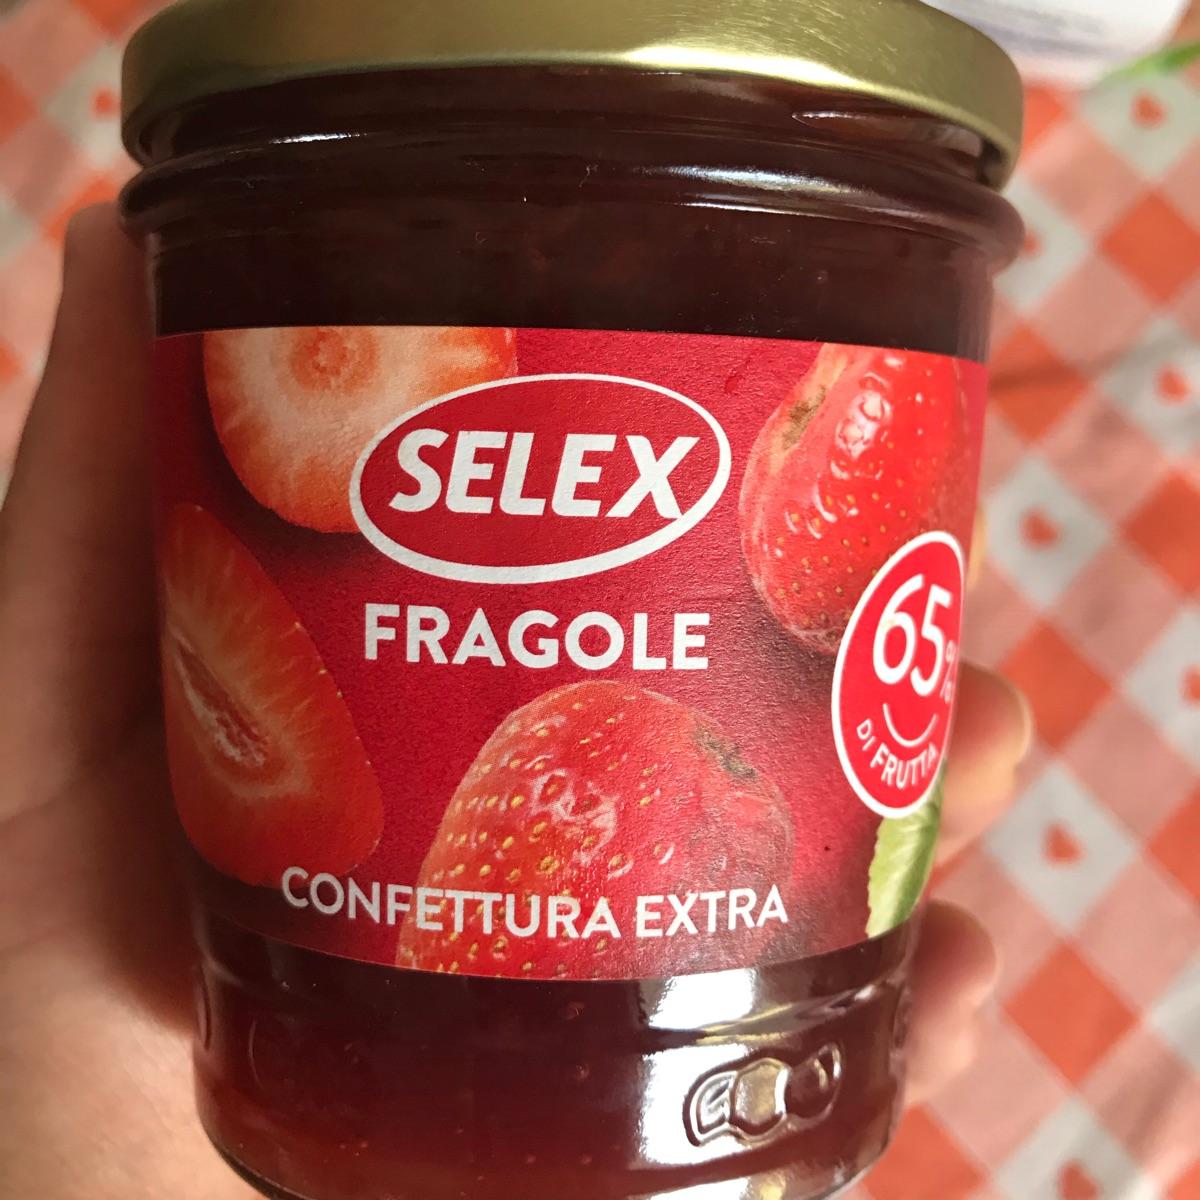 SELEX
FRAGOLE
65%
DI FRUTTA
CONFETTURA EXTRA